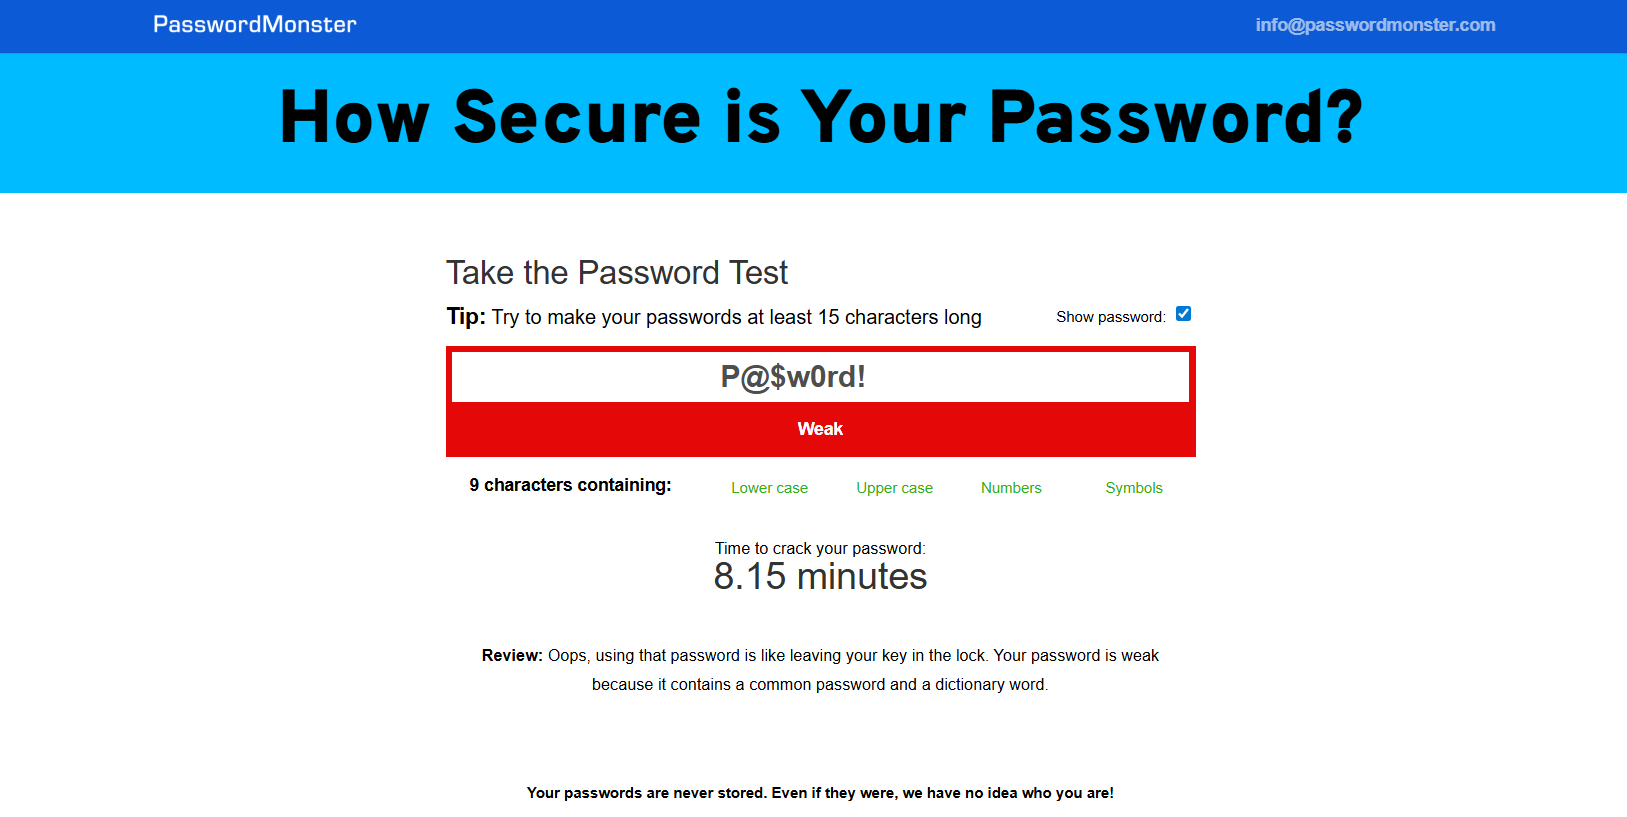 PasswordMonster
info@passwordmonster.com
How Secure is Your Password?
Take the Password Test
Tip: Try to make your passwords at least 15 characters long
Show password:
P@$w0rd!
Weak
9 characters containing:
Lower case
Upper case
Numbers
Symbols
Time to crack your password:
8.15 minutes
Review: Oops, using that password is like leaving your key in the lock. Your password is weak
because it contains a common password and a dictionary word.
Your passwords are never stored. Even if they were, we have no idea who you are!